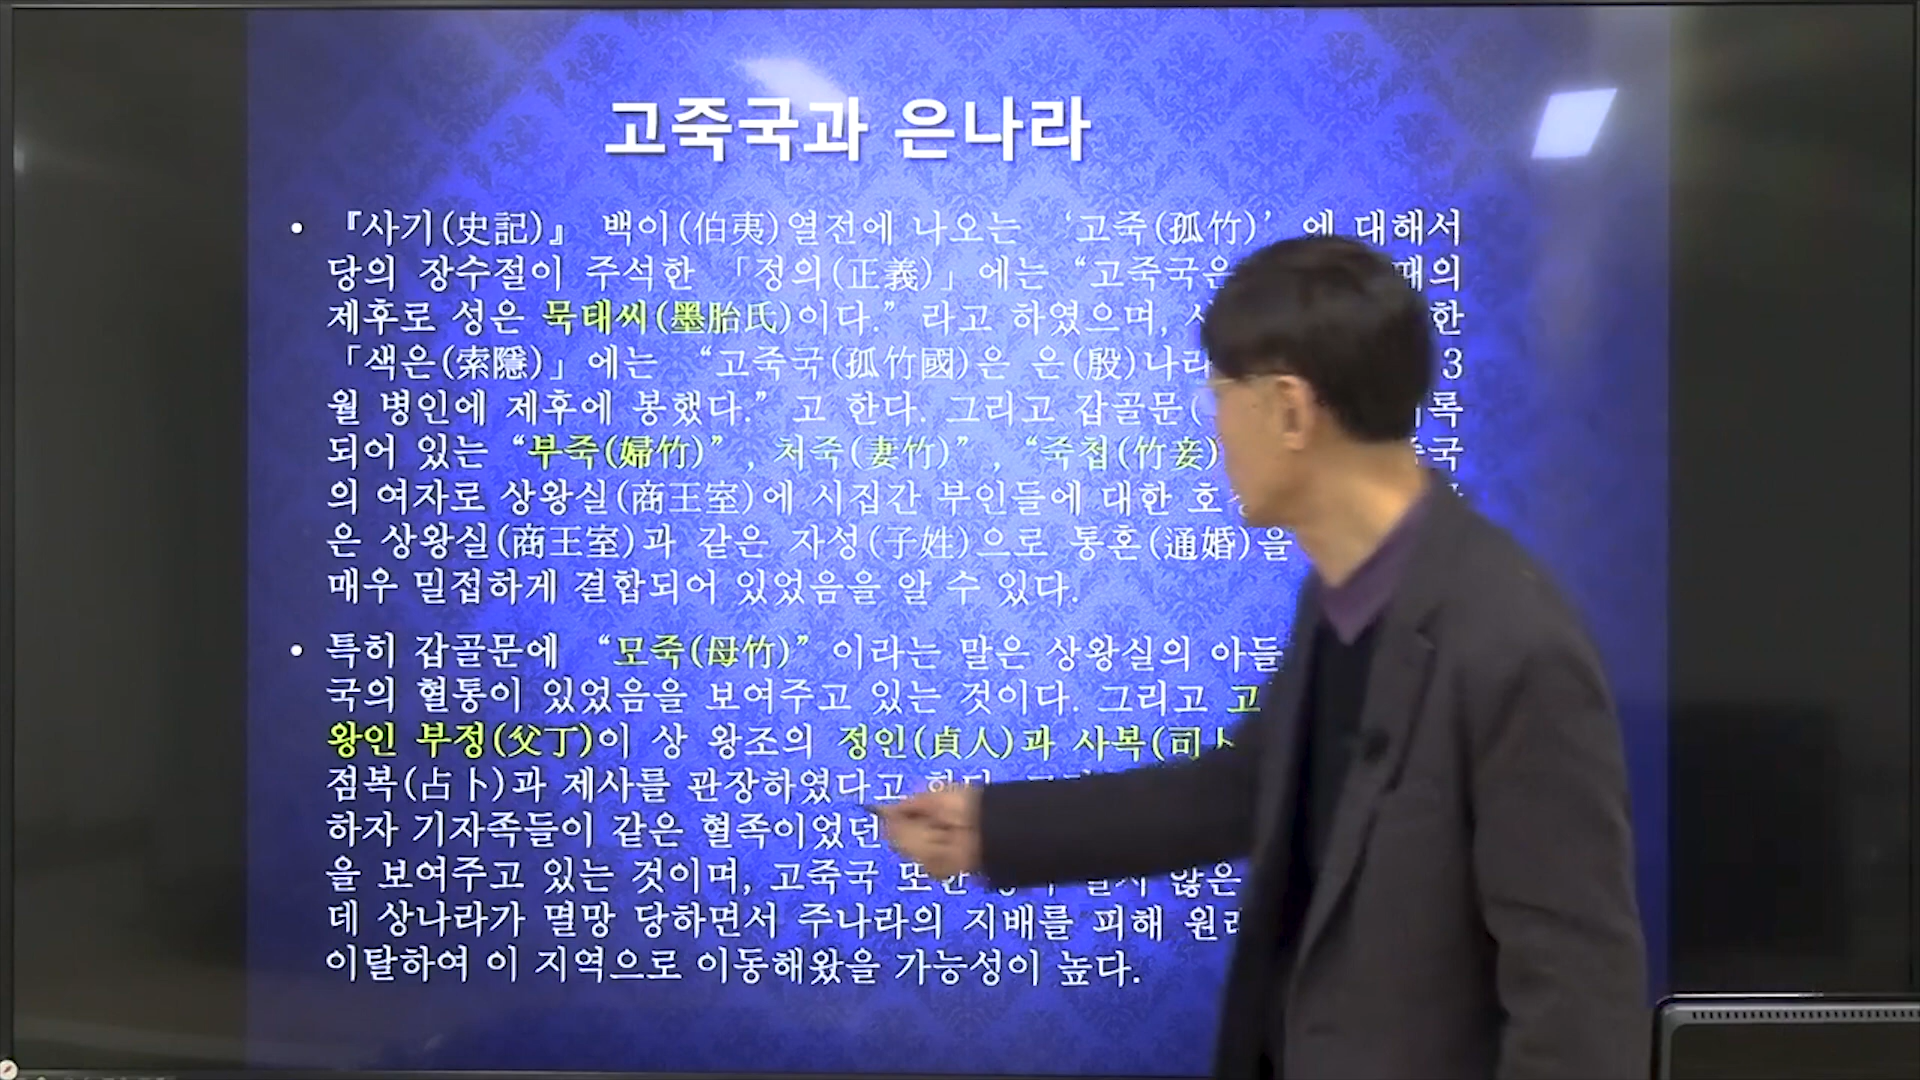 고죽국과 은나라
• 『사기(史記)』 백이(伯夷)열전에 나오는 ‘고죽(孤竹)’ 에 대해서
당의 장수절이 주석한 「정의(正義)」에는 “고죽국은 때의
제후로 성은 묵태씨(墨胎氏)이다.” 라고 하였으며,
「색은(索隱)」에는 “고죽국(孤竹國)은 은(殷)나라 3
월 병인에 제후에 봉했다.” 고 한다. 그리고 갑골문(
되어 있는 “부죽(婦竹)”, 처죽(妻竹)”, “죽첩(竹妾)
의 여자로 상왕실(商王室)에 시집간 부인들에 대한
은 상왕실(商王室)과 같은 자성(子姓)으로 통혼(通婚)을
매우 밀접하게 결합되어 있었음을 알 수 있다.
• 특히 갑골문에 “모죽(母竹)”이라는 말은 상왕실의 아들
국의 혈통이 있었음을 보여주고 있는 것이다. 그리고 고
왕인 부정(父丁)이 상 왕조의 정인(貞人)과 사복(司卜
점복(占卜)과 제사를 관장하였다고
하자 기자족들이 같은 혈족이었던
을 보여주고 있는 것이며, 고죽국 또한 않은
데 상나라가 멸망 당하면서 주나라의 지배를 피해
이탈하여 이 지역으로 이동해왔을 가능성이 높다.